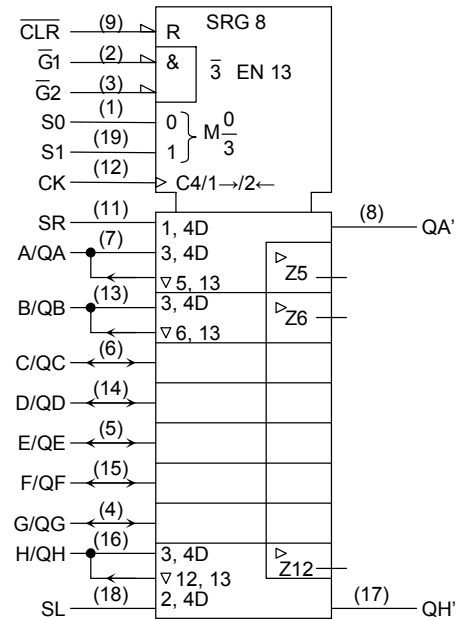 SRG 8
C̅L̅R̅ (9) R
G̅1 (2) &
3̅ EN 13
G̅2 (3)
S0 (1) 0
} M 0/3
S1 (19) 1
CK (12) C4/1→/2←
SR (11) 1, 4D (8) QA'
A/QA (7) 3, 4D
▷ Z5
▽ 5, 13
B/QB (13) 3, 4D
▷ Z6
▽ 6, 13
C/QC (6)
D/QD (14)
E/QE (5)
F/QF (15)
G/QG (4)
H/QH (16) 3, 4D
▷ Z12
▽ 12, 13
SL (18) 2, 4D (17) QH'